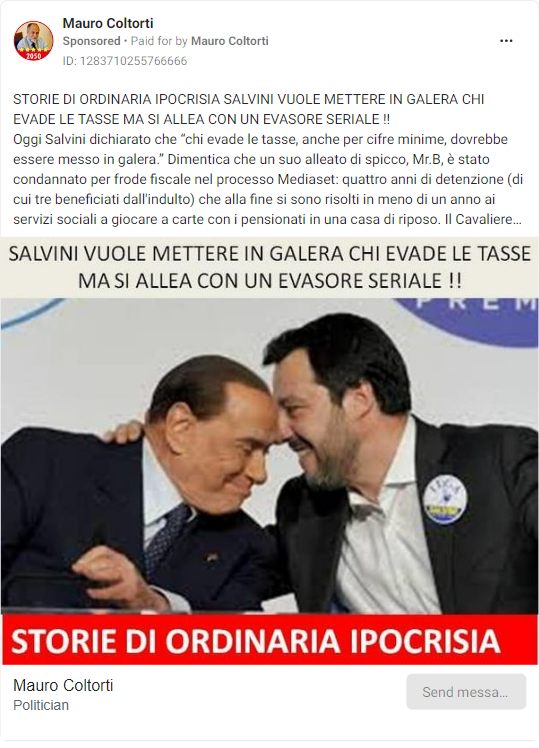 Mauro Coltorti
Sponsored • Paid for by Mauro Coltorti
ID: 1283710255766666
2050
STORIE DI ORDINARIA IPOCRISIA SALVINI VUOLE METTERE IN GALERA CHI
EVADE LE TASSE MA SI ALLEA CON UN EVASORE SERIALE !!
Oggi Salvini dichiarato che “chi evade le tasse, anche per cifre minime, dovrebbe
essere messo in galera.” Dimentica che un suo alleato di spicco, Mr.B, è stato
condannato per frode fiscale nel processo Mediaset: quattro anni di detenzione (di
cui tre beneficiati dall'indulto) che alla fine si sono risolti in meno di un anno ai
servizi sociali a giocare a carte con i pensionati in una casa di riposo. Il Cavaliere...
SALVINI VUOLE METTERE IN GALERA CHI EVADE LE TASSE
MA SI ALLEA CON UN EVASORE SERIALE !!
PREM
LEGA
SALVINI
STORIE DI ORDINARIA IPOCRISIA
Mauro Coltorti
Politician
Send messa...